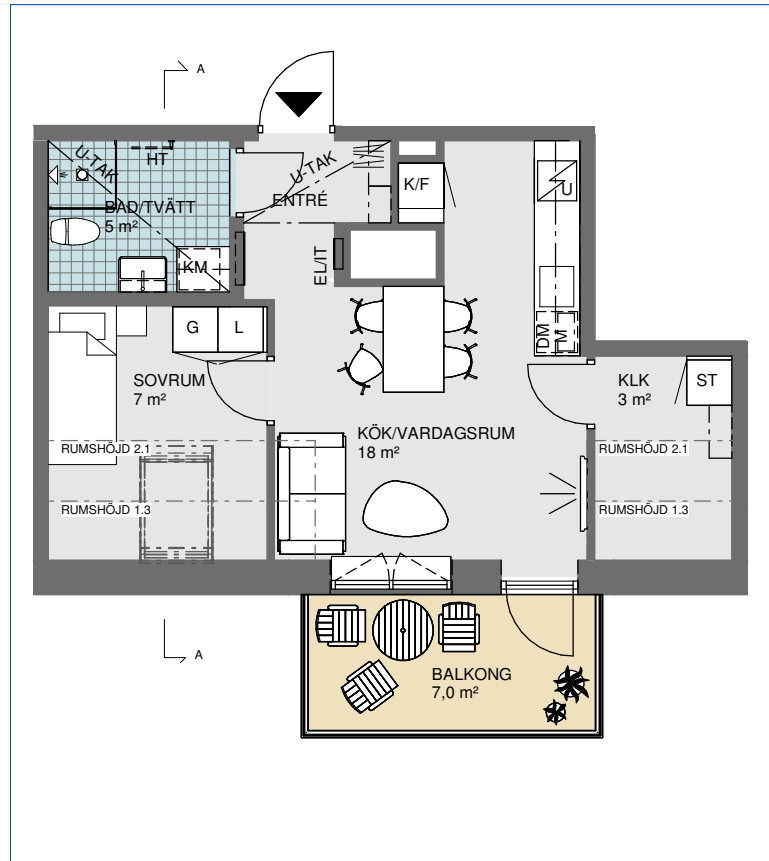 A
U-TAK
HT
BAD/TVÄTT
5 m²
KM
U-TAK
ENTRÉ
K/F
U
EL/IT
DM
TM
G
L
SOVRUM
7 m²
KLK
3 m²
ST
KÖK/VARDAGSRUM
18 m²
RUMSHÖJD 2.1
RUMSHÖJD 2.1
RUMSHÖJD 1.3
RUMSHÖJD 1.3
A
BALKONG
7,0 m²